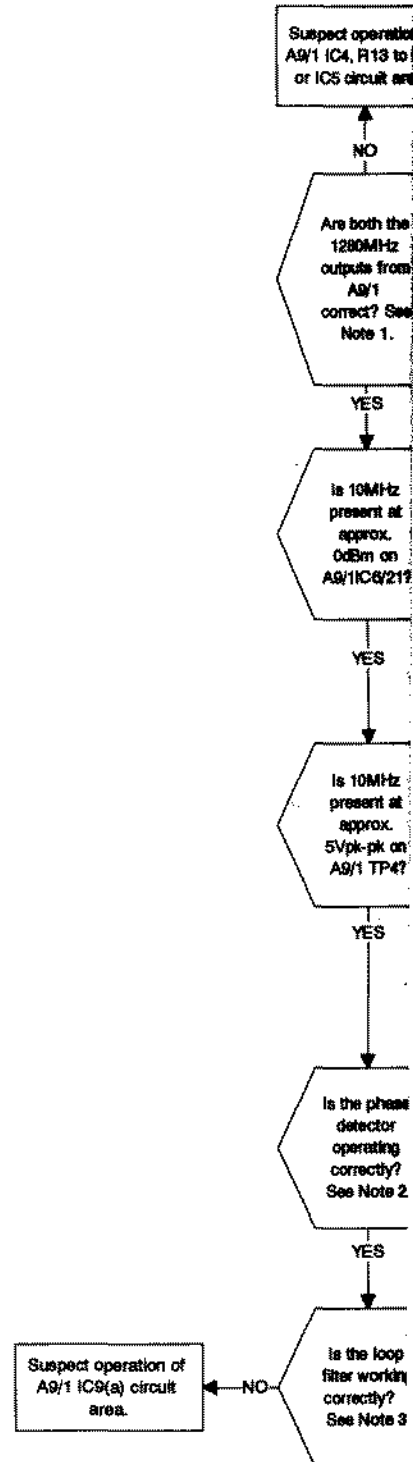 Suspect operation
A9/1 IC4, R13 to
or IC5 circuit area
NO
Are both the
1280MHz
outputs from
A9/1
correct? See
Note 1.
YES
Is 10MHz
present at
approx.
0dBm on
A9/1IC6/21?
YES
Is 10MHz
present at
approx.
5Vpk-pk on
A9/1 TP4?
YES
Is the phase
detector
operating
correctly?
See Note 2.
YES
Is the loop
filter working
correctly?
See Note 3
NO
Suspect operation of
A9/1 IC9(a) circuit
area.